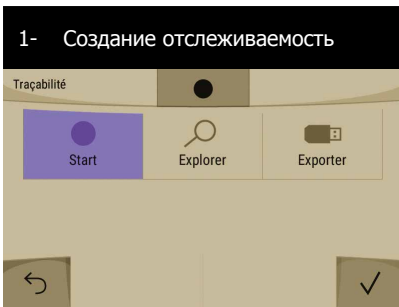 1- Создание отслеживаемость
Traçabilité
Start Explorer Exporter